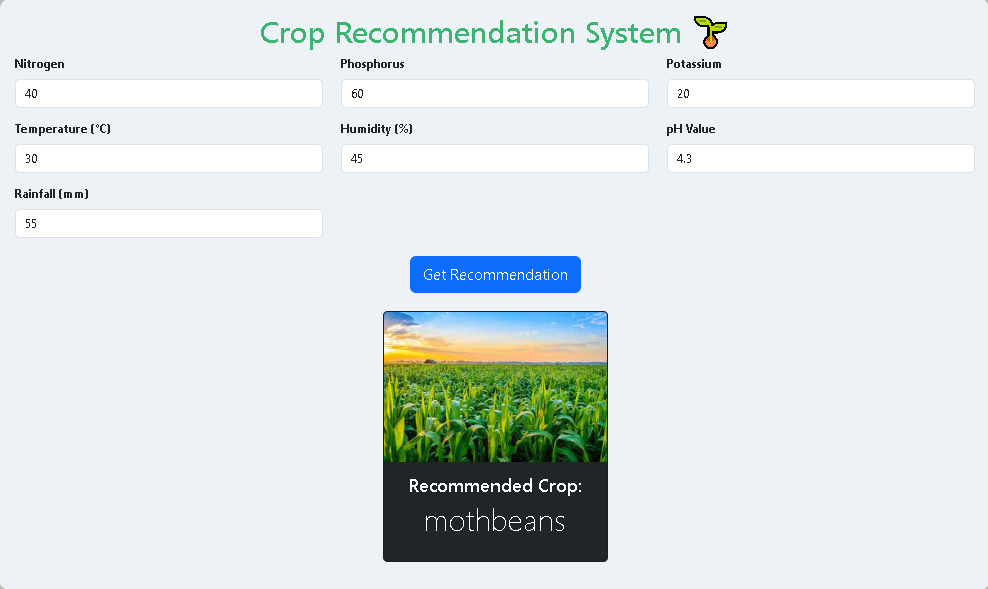 Crop Recommendation System
Nitrogen Phosphorus Potassium
40 60 20
Temperature (°C) Humidity (%) pH Value
30 45 4.3
Rainfall (mm)
55
Get Recommendation
Recommended Crop:
mothbeans